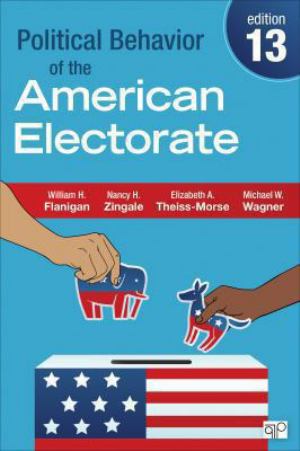 edition
13
Political Behavior
of the
American
Electorate
William H. Nancy H. Elizabeth A. Michael W.
Flanigan Zingale Theiss-Morse Wagner